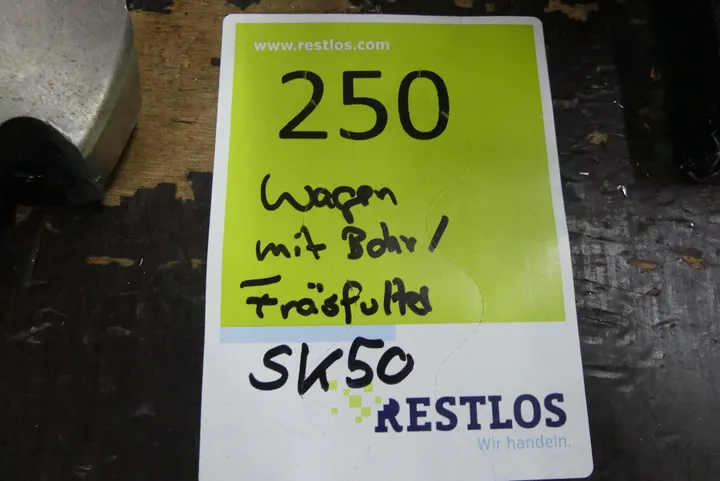 www.restlos.com
250
Wagen
mit Bohr/
Fräsfutter
SK50
RESTLOS
Wir handeln.